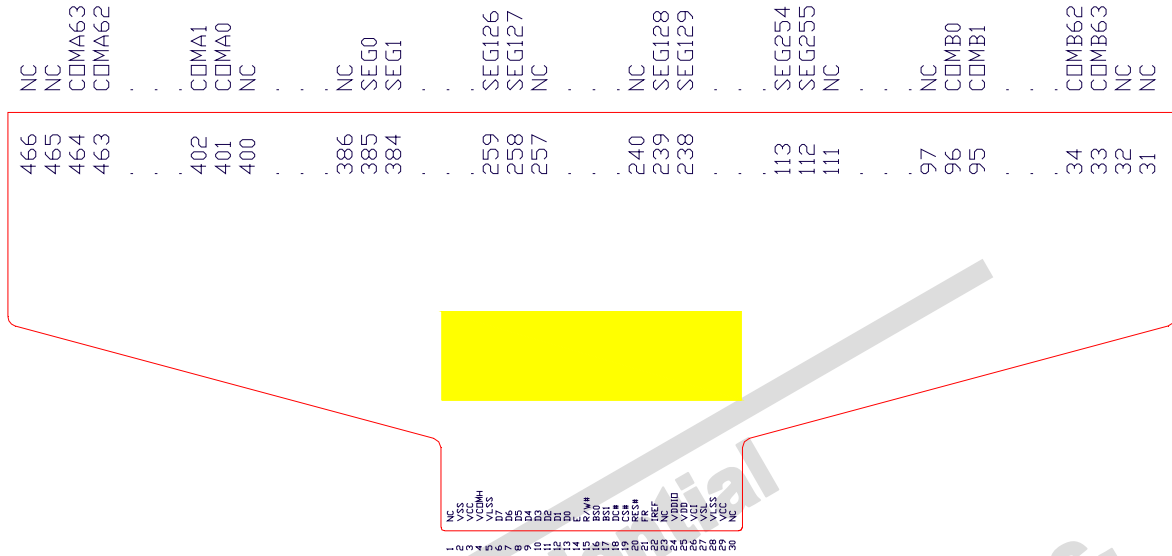 NC
NC
COMA63
COMA62
. . .
COMA1
COMA0
NC
. . .
NC
SEG0
SEG1
. . .
SEG126
SEG127
NC
. . .
NC
SEG128
SEG129
. . .
SEG254
SEG255
NC
. . .
NC
COMB0
COMB1
. . .
COMB62
COMB63
NC
NC
466
465
464
463
. . .
402
401
400
. . .
386
385
384
. . .
259
258
257
. . .
240
239
238
. . .
113
112
111
. . .
97
96
95
. . .
34
33
32
31
1 NC
2 VSS
3 VCC
4 VCOMH
5 VLSS
6 D7
7 D6
8 D5
9 D4
10 D3
11 D2
12 D1
13 D0
14 E
15 R/W#
16 BS0
17 BS1
18 DC#
19 CS#
20 RES#
21 FR
22 IREF
23 NC
24 VDDIO
25 VDD
26 VCI
27 VSL
28 VLSS
29 VCC
30 NC